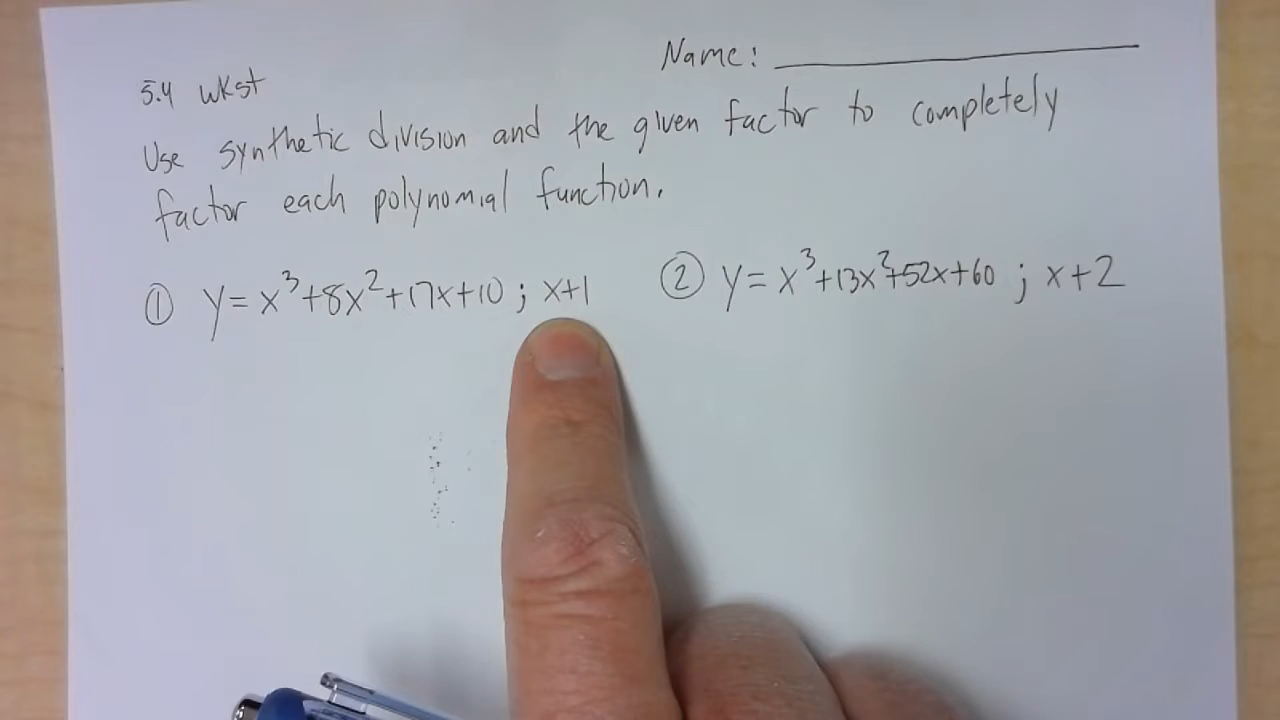 Name: ____________
5.4 wkst
Use synthetic division and the given factor to completely
factor each polynomial function.
① y=x³+8x²+17x+10 ; x+1
② y=x³+13x²+52x+60 ; x+2